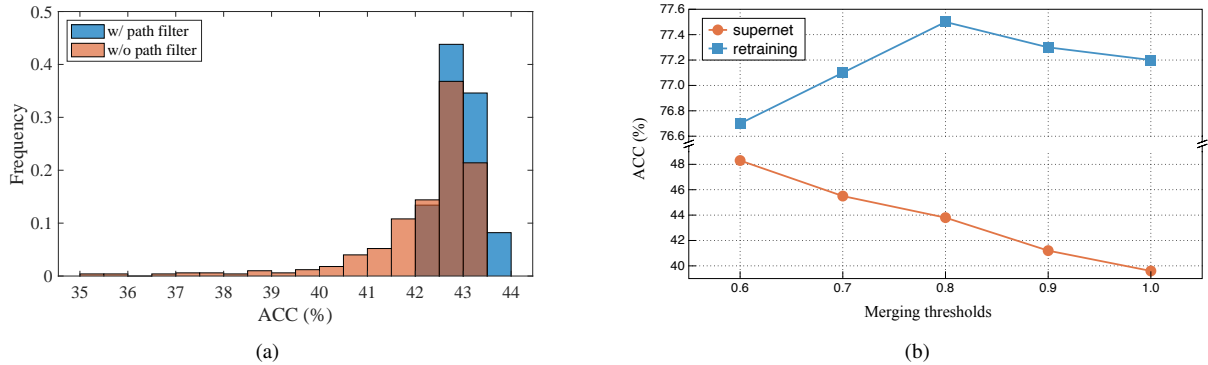 0.5
0.4
0.3
0.2
0.1
0
Frequency
w/ path filter
w/o path filter
35 36 37 38 39 40 41 42 43 44
ACC (%)
(a)
77.6
77.4
77.2
77.0
76.8
76.6
48
46
44
42
40
ACC (%)
supernet
retraining
0.6 0.7 0.8 0.9 1.0
Merging thresholds
(b)